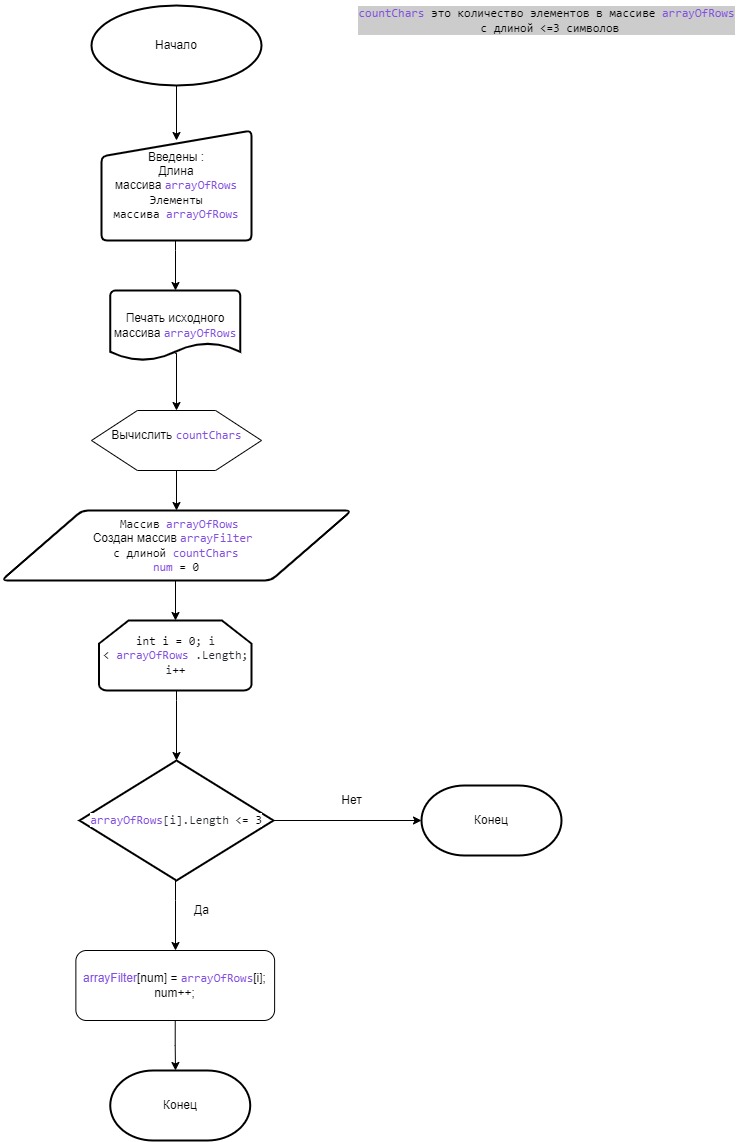 countChars это количество элементов в массиве arrayOfRows
с длиной <=3 символов
Начало
Введены :
Длина
массива arrayOfRows
Элементы
массива arrayOfRows
Печать исходного
массива arrayOfRows
Вычислить countChars
Массив arrayOfRows
Создан массив arrayFilter
с длиной countChars
num = 0
int i = 0; i
< arrayOfRows .Length;
i++
arrayOfRows[i].Length <= 3
Нет
Конец
Да
arrayFilter[num] = arrayOfRows[i];
num++;
Конец